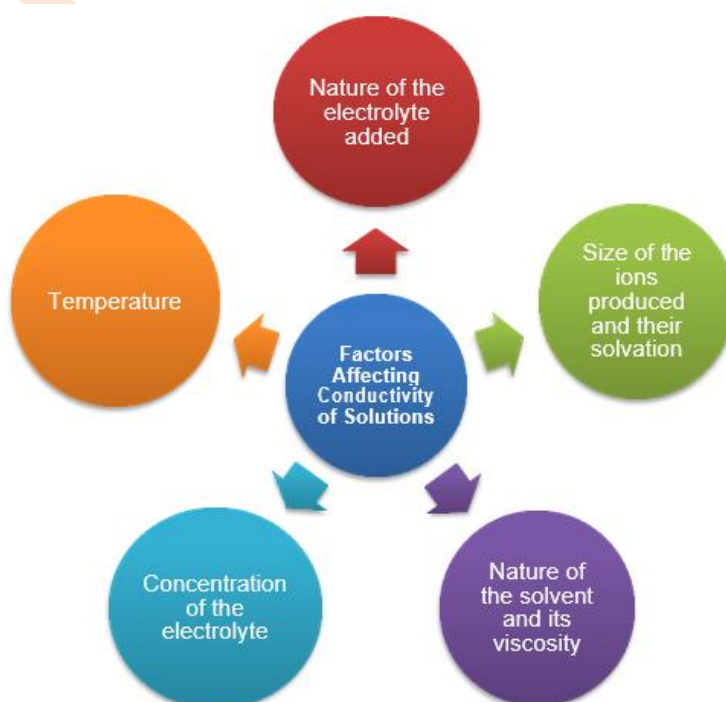 Nature of the
electrolyte
added
Size of the
ions
produced
and their
solvation
Temperature
Factors
Affecting
Conductivity
of Solutions
Concentration
of the
electrolyte
Nature of
the solvent
and its
viscosity